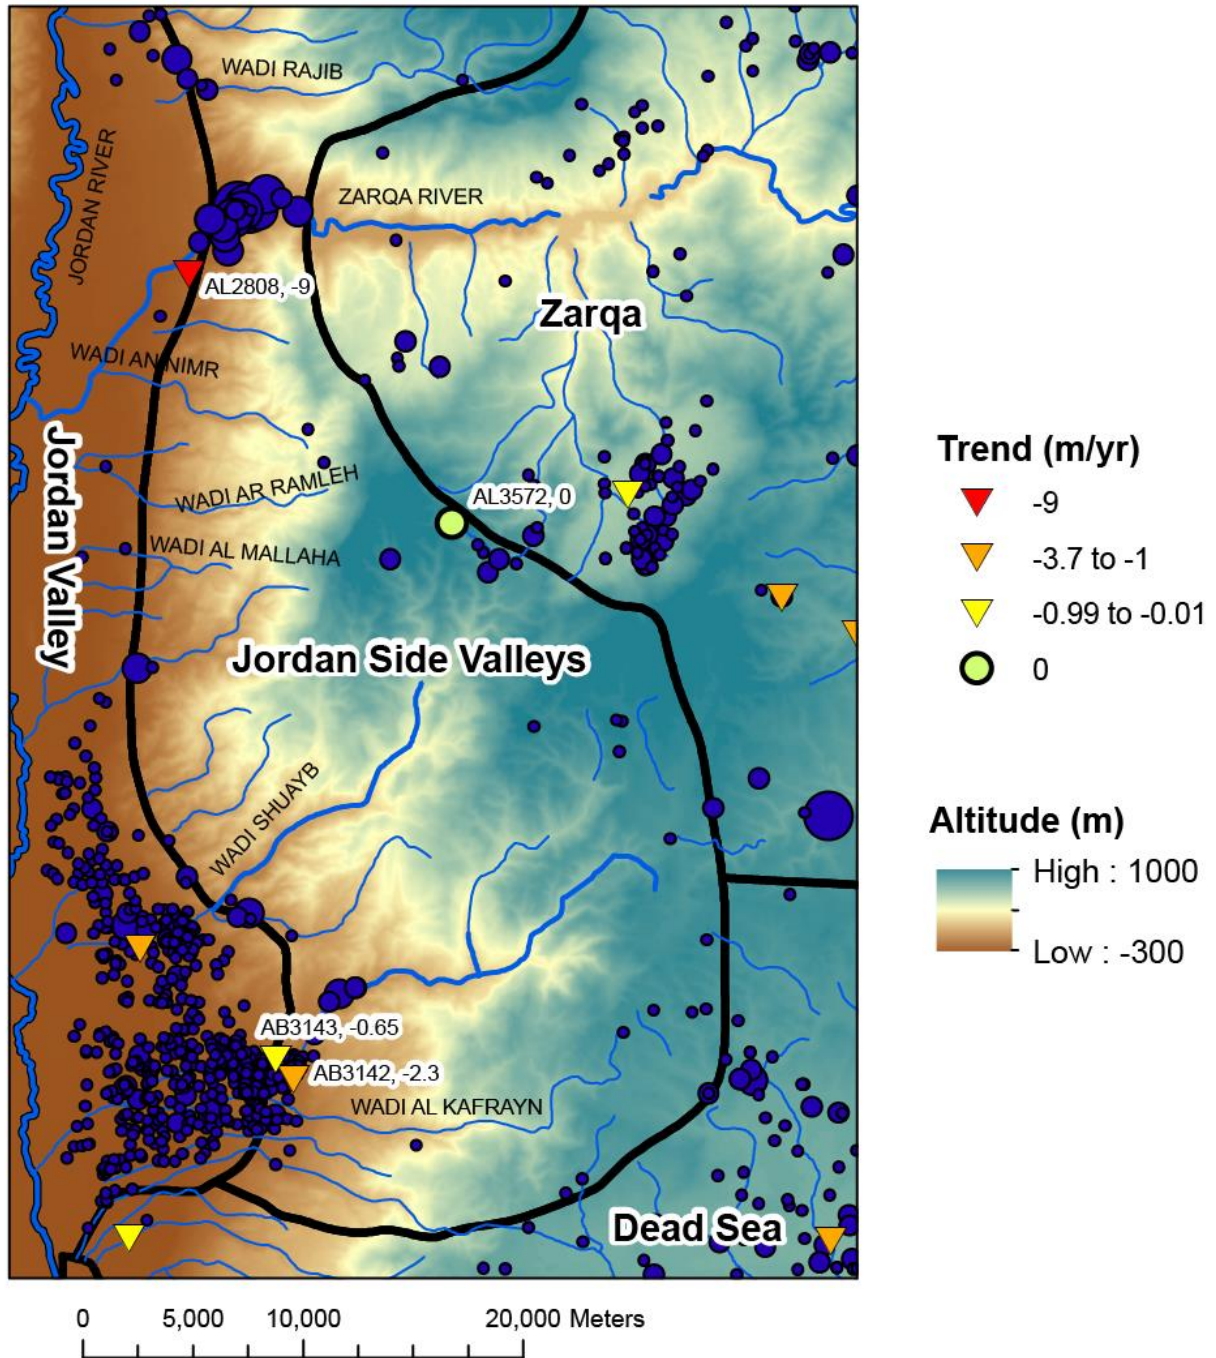 WADI RAJIB
JORDAN RIVER
ZARQA RIVER
AL2808, -9
Zarqa
WADI AN NIMR
Jordan Valley
WADI AR RAMLEH
AL3572, 0
WADI AL MALLAHA
Jordan Side Valleys
WADI SHUAYB
AB3143, -0.65
AB3142, -2.3
WADI AL KAFRAYN
Dead Sea
Trend (m/yr)
-9
-3.7 to -1
-0.99 to -0.01
0
Altitude (m)
High : 1000
Low : -300
0 5,000 10,000 20,000 Meters